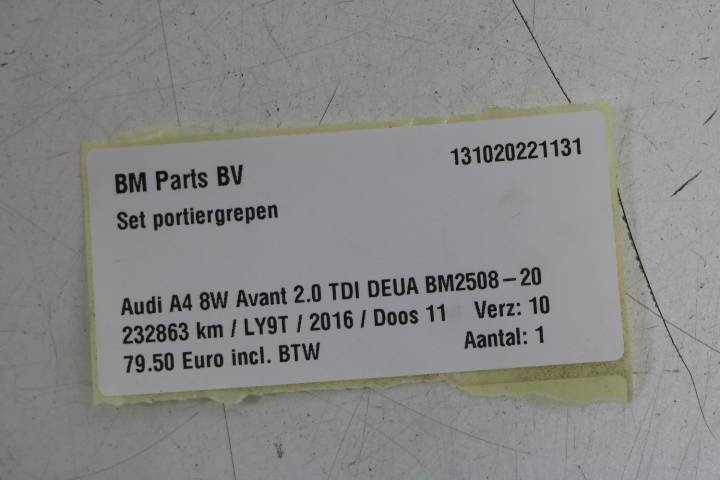 BM Parts BV 131020221131
Set portiergrepen
Audi A4 8W Avant 2.0 TDI DEUA BM2508-20
232863 km / LY9T / 2016 / Doos 11 Verz: 10
79.50 Euro incl. BTW Aantal: 1